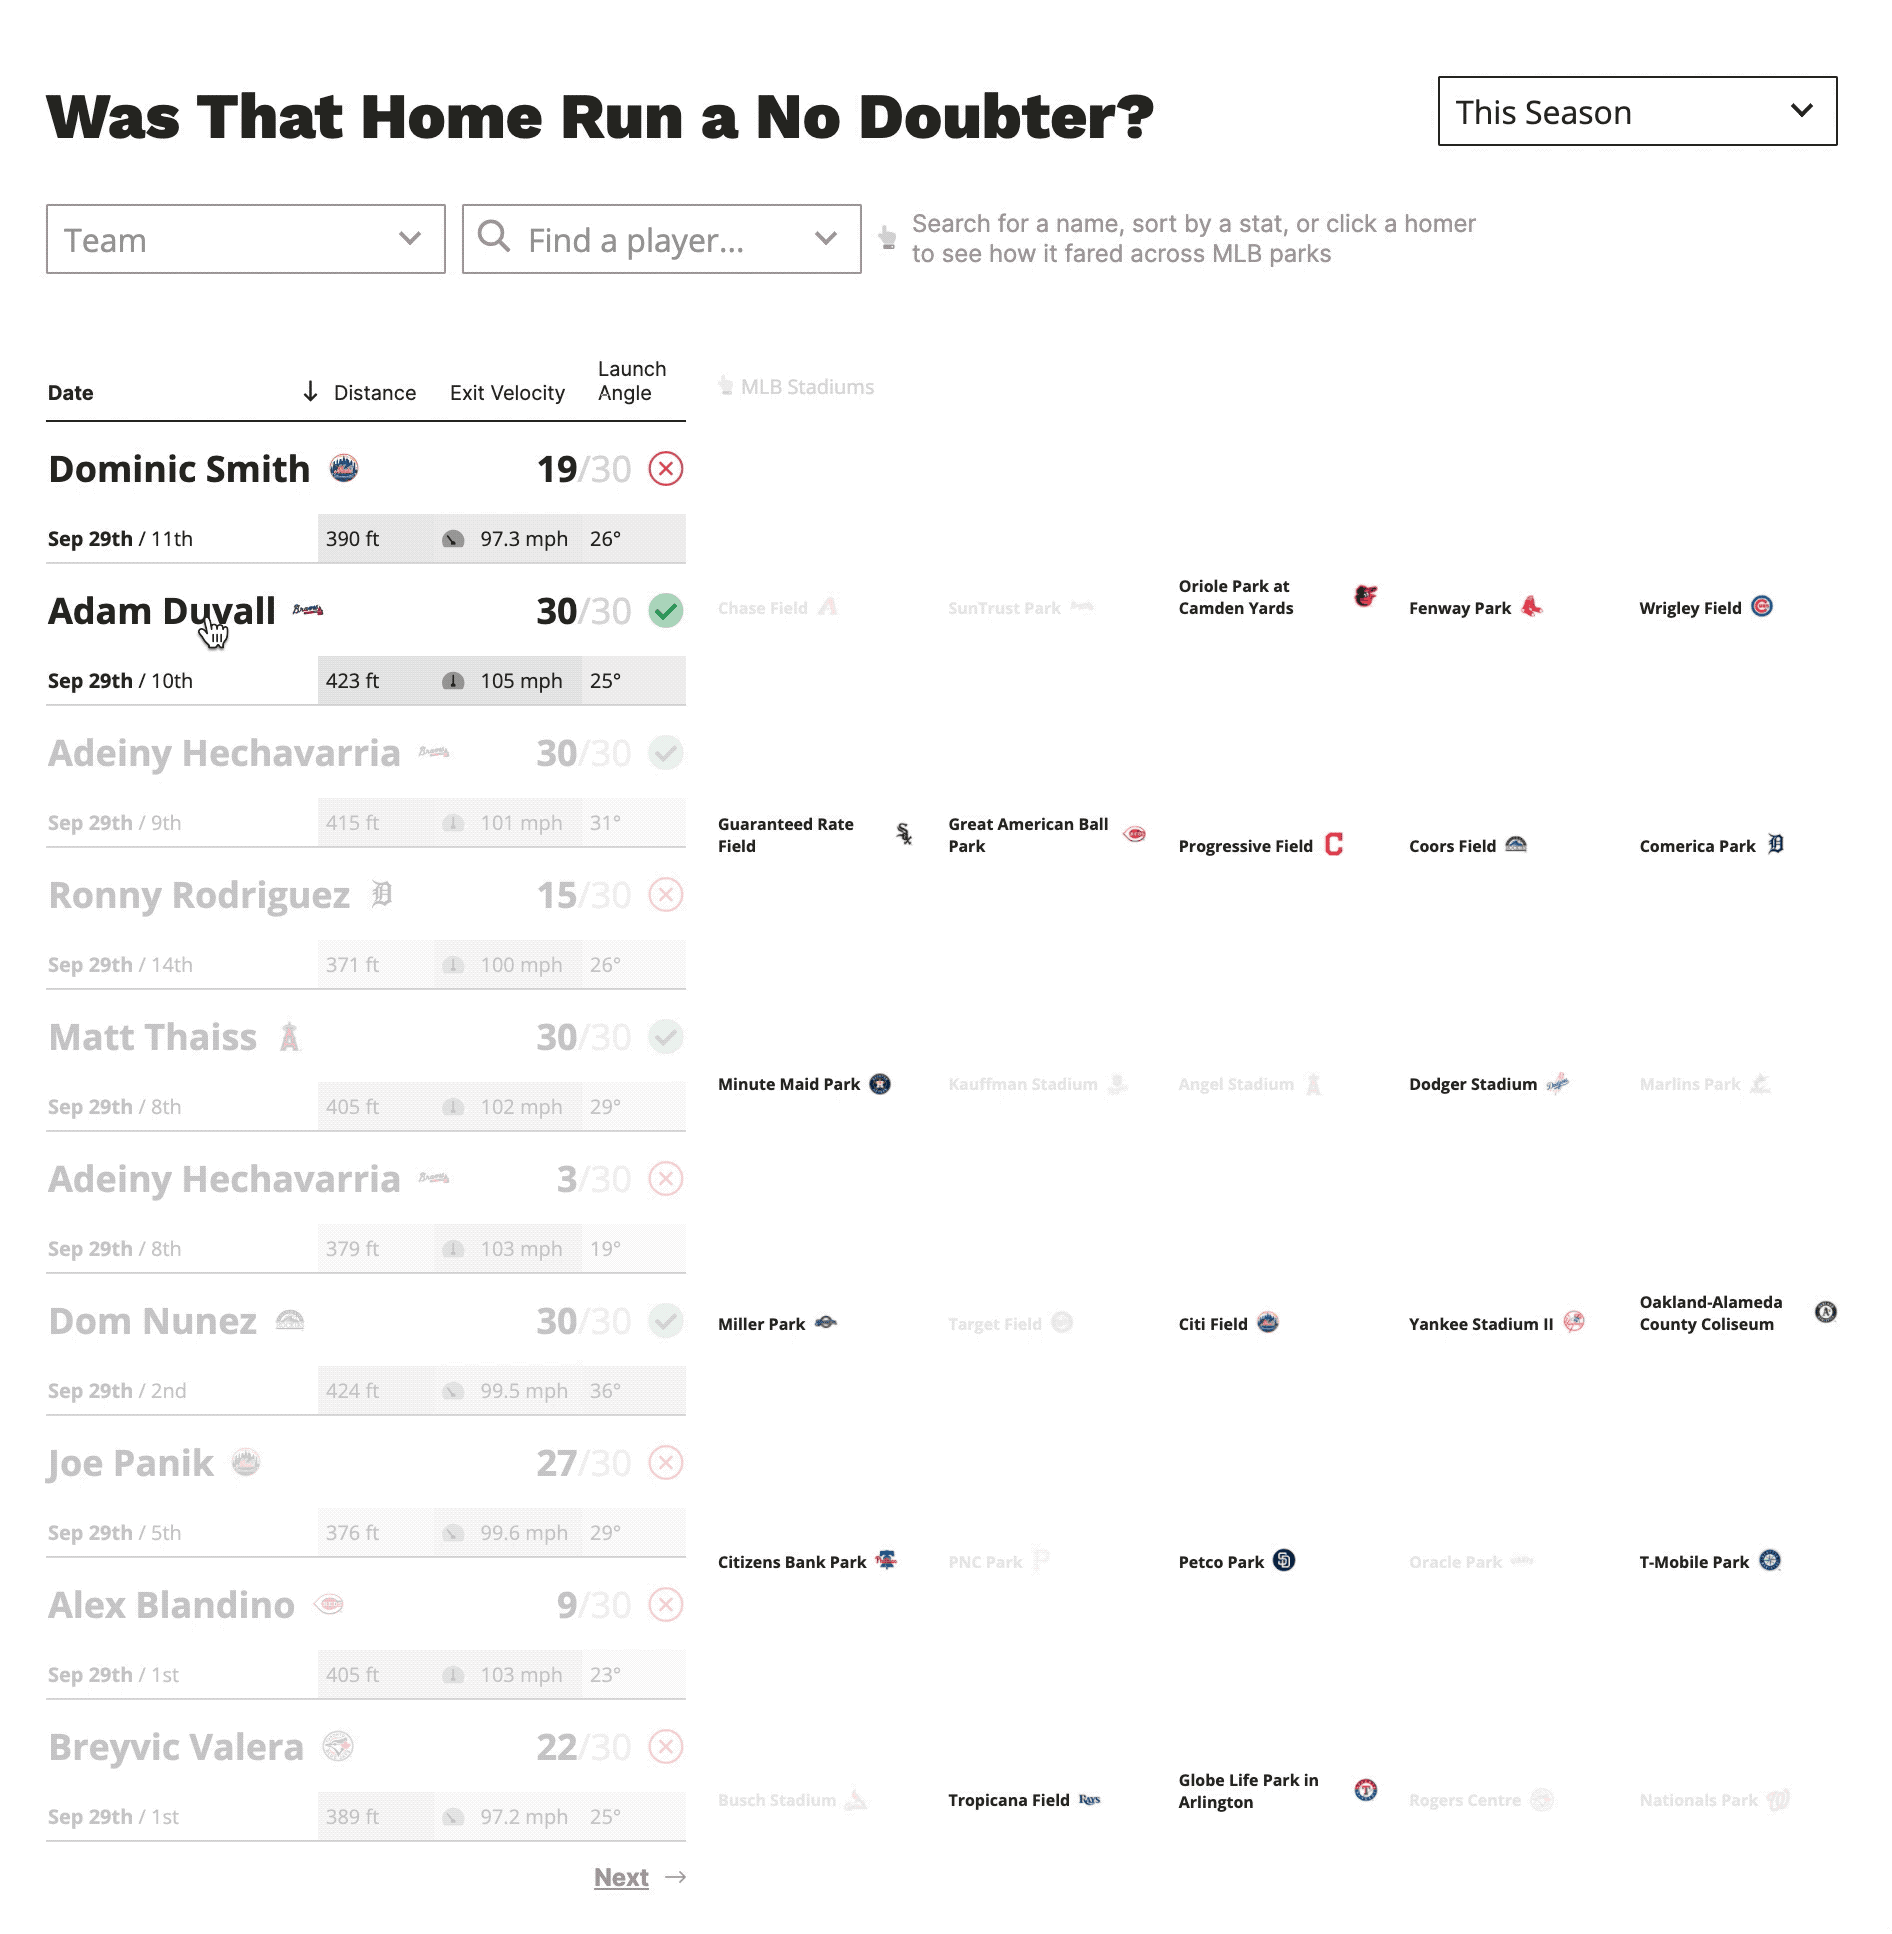 Was That Home Run a No Doubter?
This Season
Team
Find a player...
Search for a name, sort by a stat, or click a homer
to see how it fared across MLB parks
Date
Distance
Exit Velocity
Launch
Angle
MLB Stadiums
Dominic Smith 19/30
Sep 29th / 11th 390 ft 97.3 mph 26°
Adam Duvall 30/30
Sep 29th / 10th 423 ft 105 mph 25°
Adeiny Hechavarria 30/30
Sep 29th / 9th 415 ft 101 mph 31°
Ronny Rodriguez 15/30
Sep 29th / 14th 371 ft 100 mph 26°
Matt Thaiss 30/30
Sep 29th / 8th 405 ft 102 mph 29°
Adeiny Hechavarria 3/30
Sep 29th / 8th 379 ft 103 mph 19°
Dom Nunez 30/30
Sep 29th / 2nd 424 ft 99.5 mph 36°
Joe Panik 27/30
Sep 29th / 5th 376 ft 99.6 mph 29°
Alex Blandino 9/30
Sep 29th / 1st 405 ft 103 mph 23°
Breyvic Valera 22/30
Sep 29th / 1st 389 ft 97.2 mph 25°
Next
Chase Field
SunTrust Park
Oriole Park at
Camden Yards
Fenway Park
Wrigley Field
Guaranteed Rate
Field
Great American Ball
Park
Progressive Field
Coors Field
Comerica Park
Minute Maid Park
Kauffman Stadium
Angel Stadium
Dodger Stadium
Marlins Park
Miller Park
Target Field
Citi Field
Yankee Stadium II
Oakland-Alameda
County Coliseum
Citizens Bank Park
PNC Park
Petco Park
Oracle Park
T-Mobile Park
Busch Stadium
Tropicana Field
Globe Life Park in
Arlington
Rogers Centre
Nationals Park